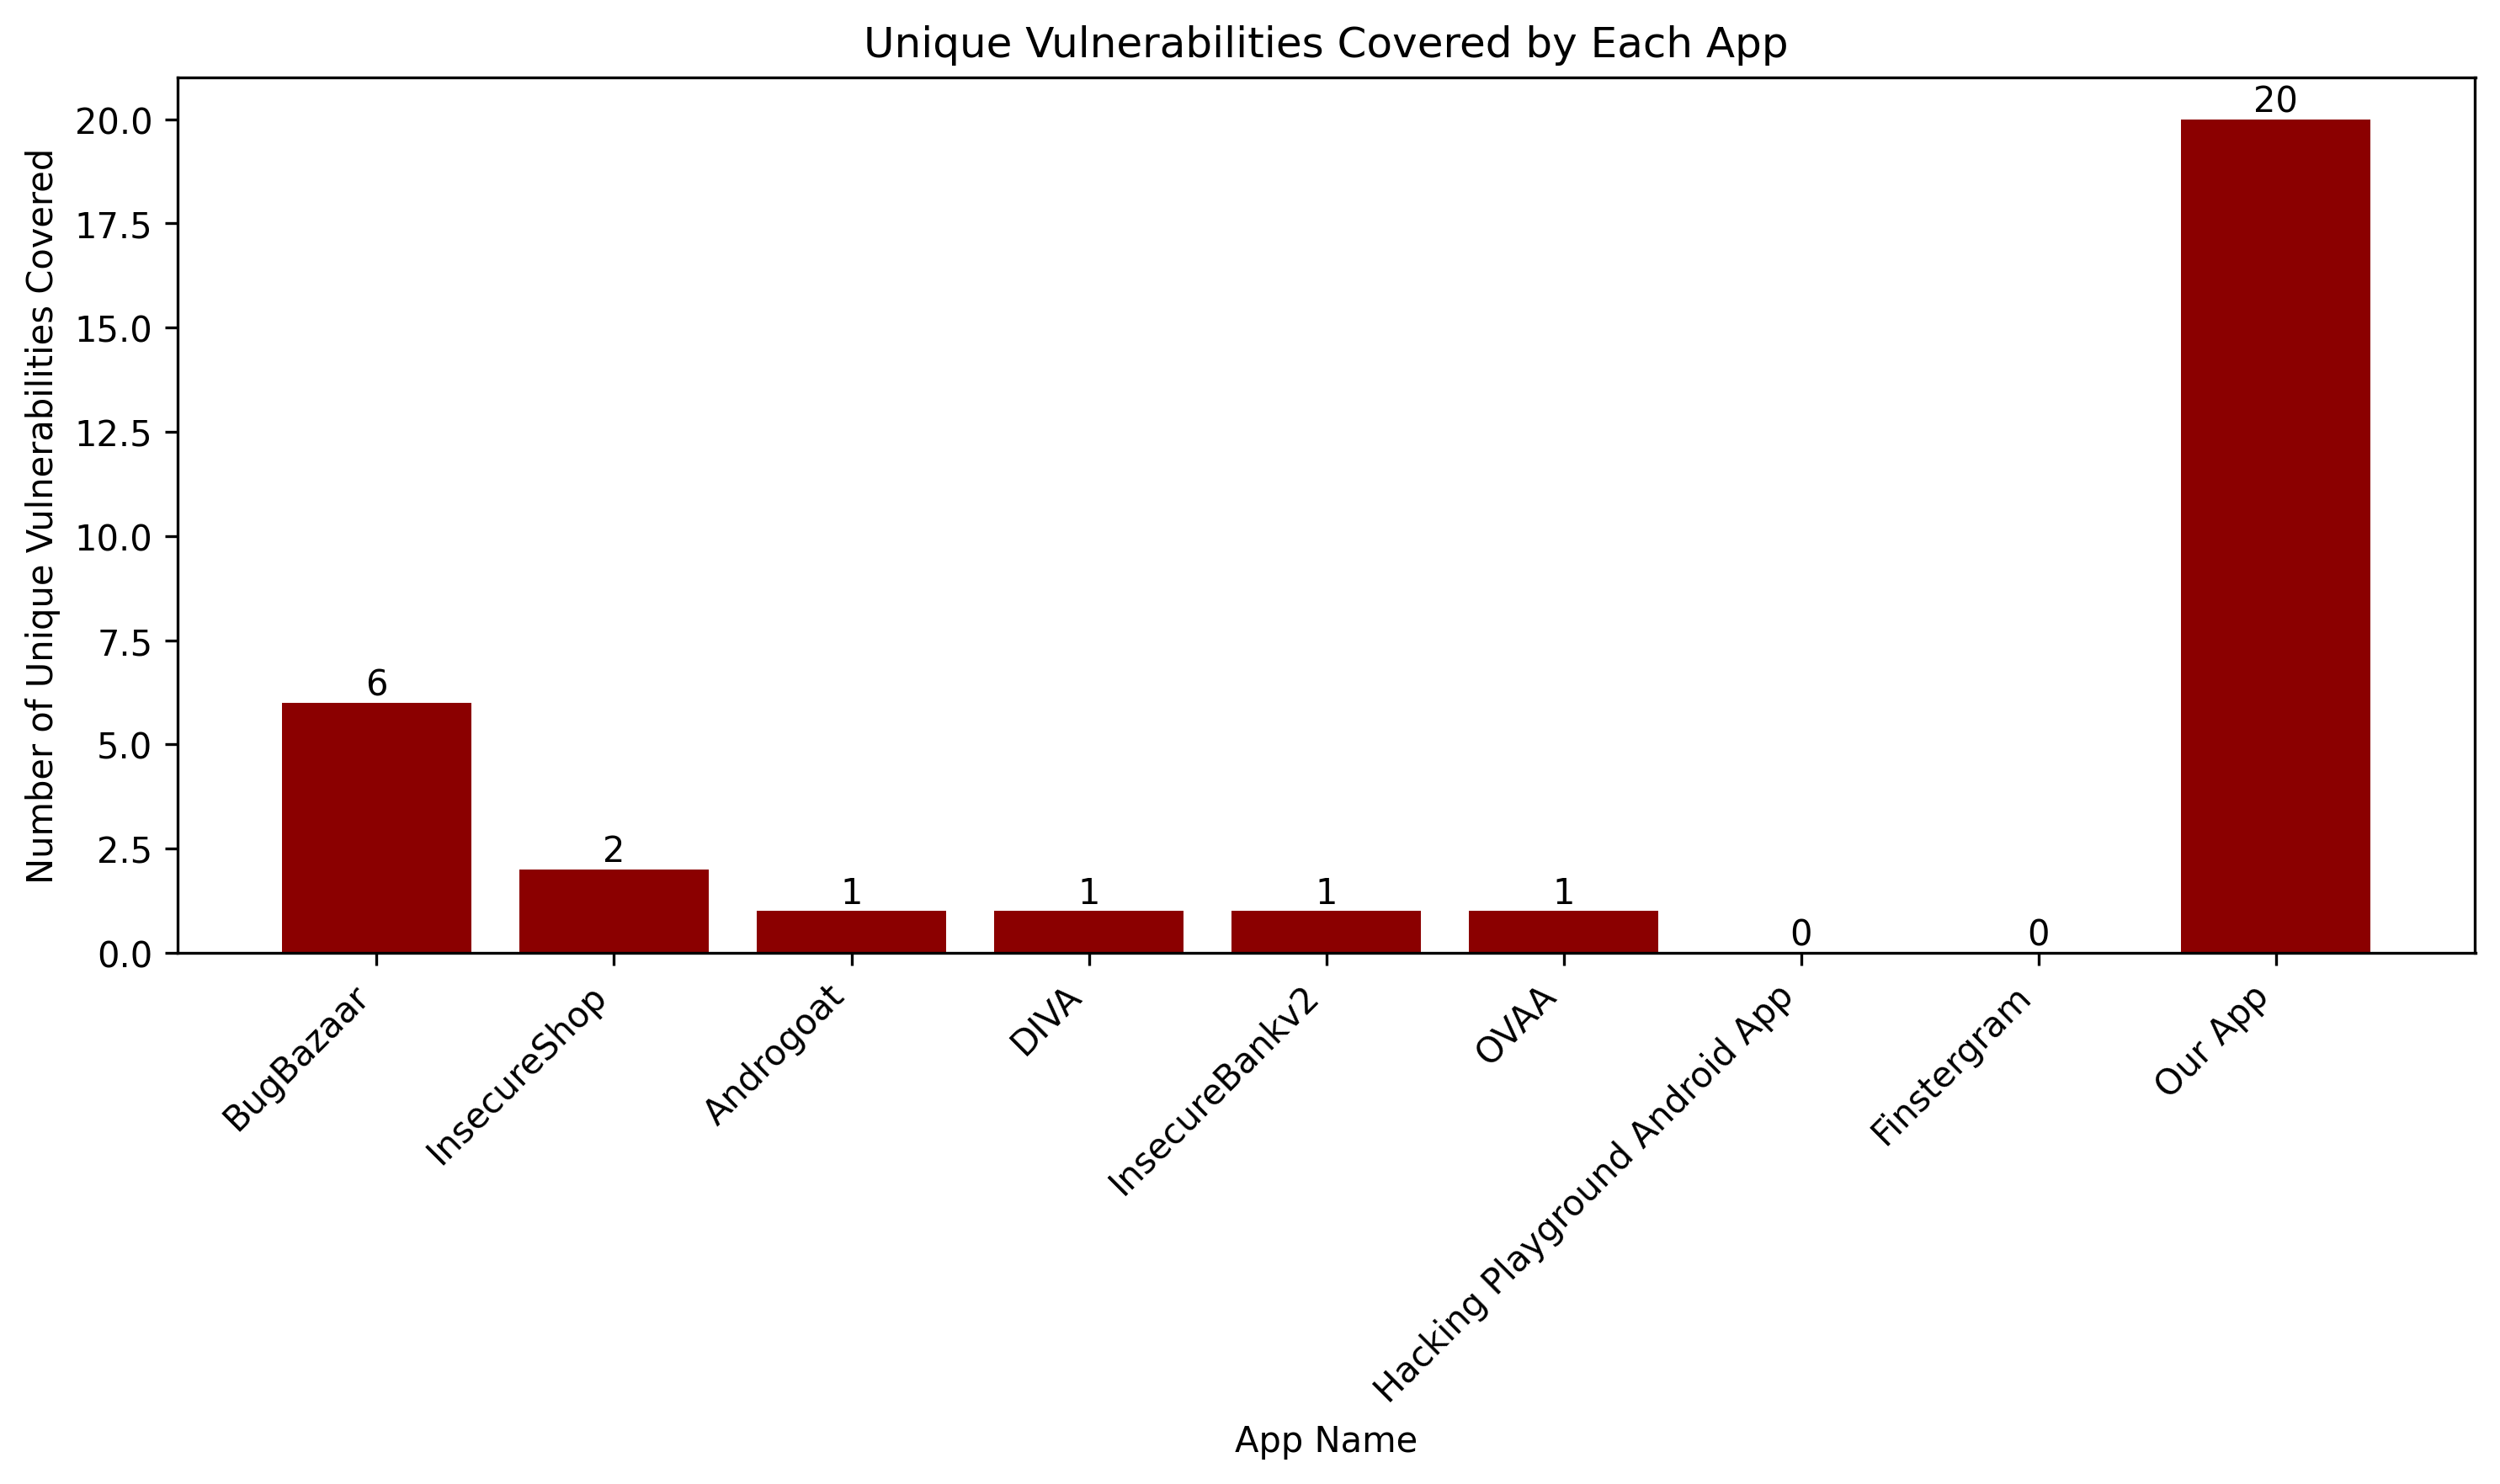 Unique Vulnerabilities Covered by Each App
Number of Unique Vulnerabilities Covered
20.0
17.5
15.0
12.5
10.0
7.5
5.0
2.5
0.0
6
2
1
1
1
1
0
0
20
BugBazaar
InsecureShop
Androgoat
DIVA
InsecureBankv2
OVAA
Hacking Playground Android App
Finstergram
Our App
App Name